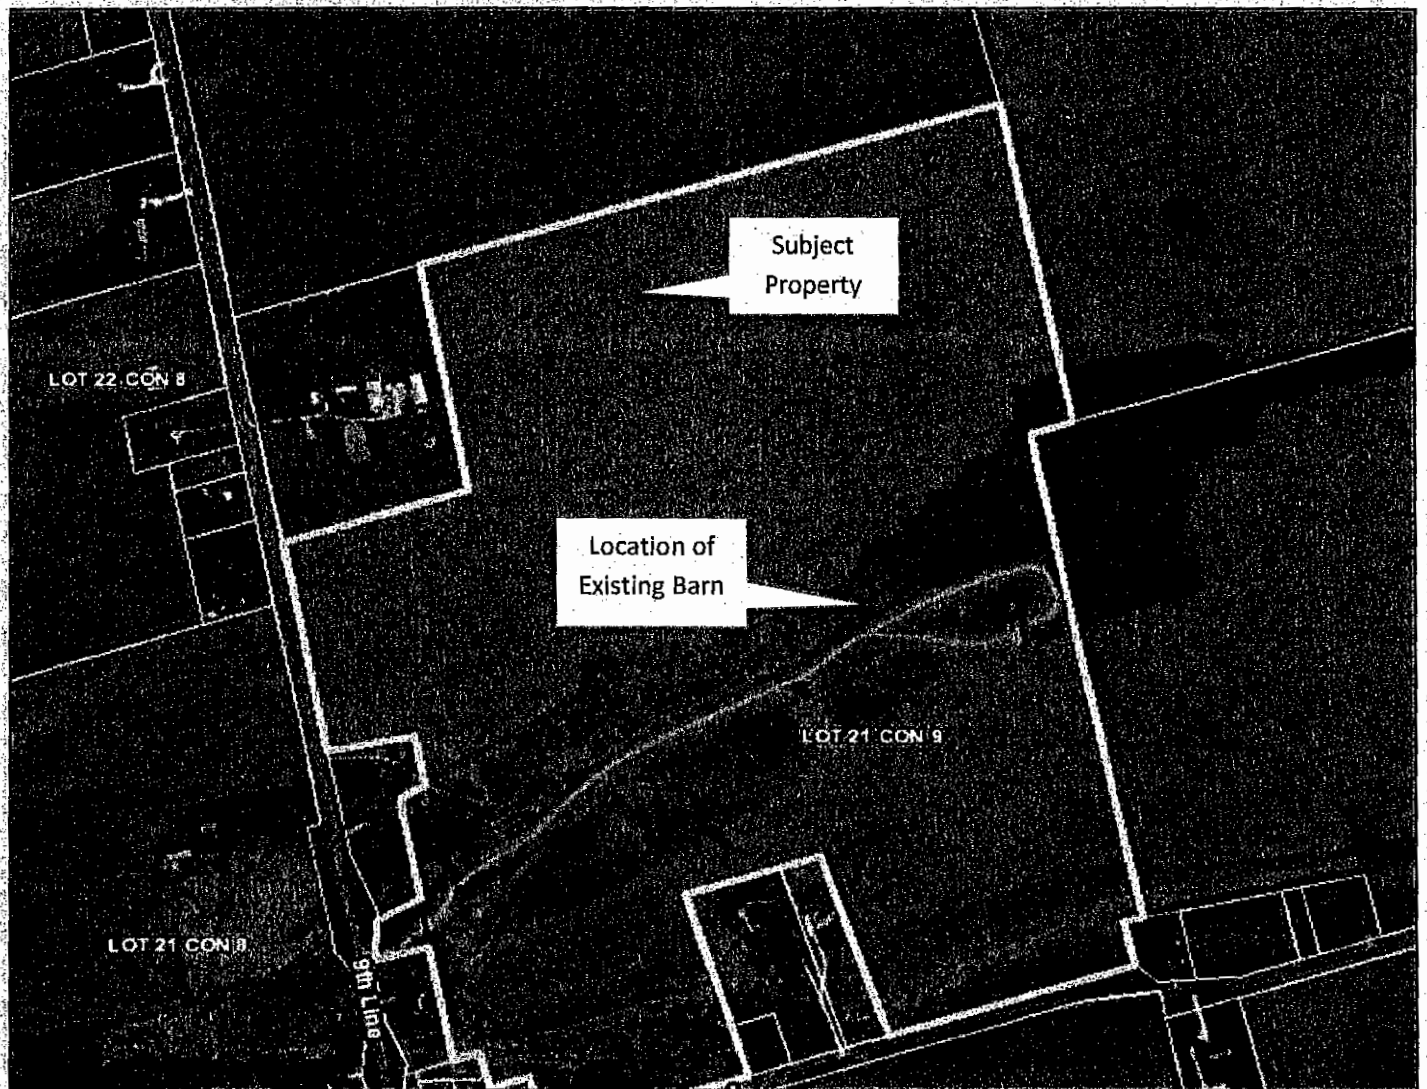 Subject
Property
LOT 22 CON 8
Location of
Existing Barn
LOT 21 CON 9
LOT 21 CON 8
9th Line